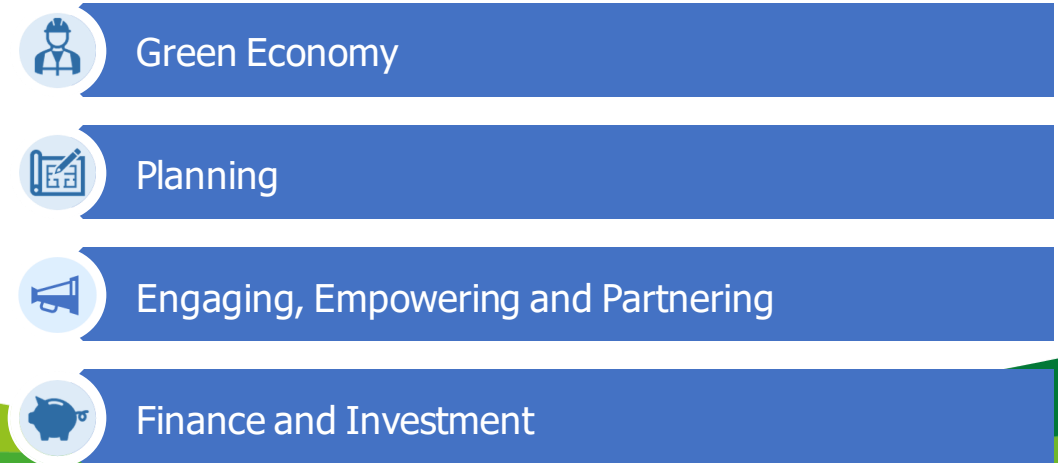 Green Economy
Planning
Engaging, Empowering and Partnering
Finance and Investment